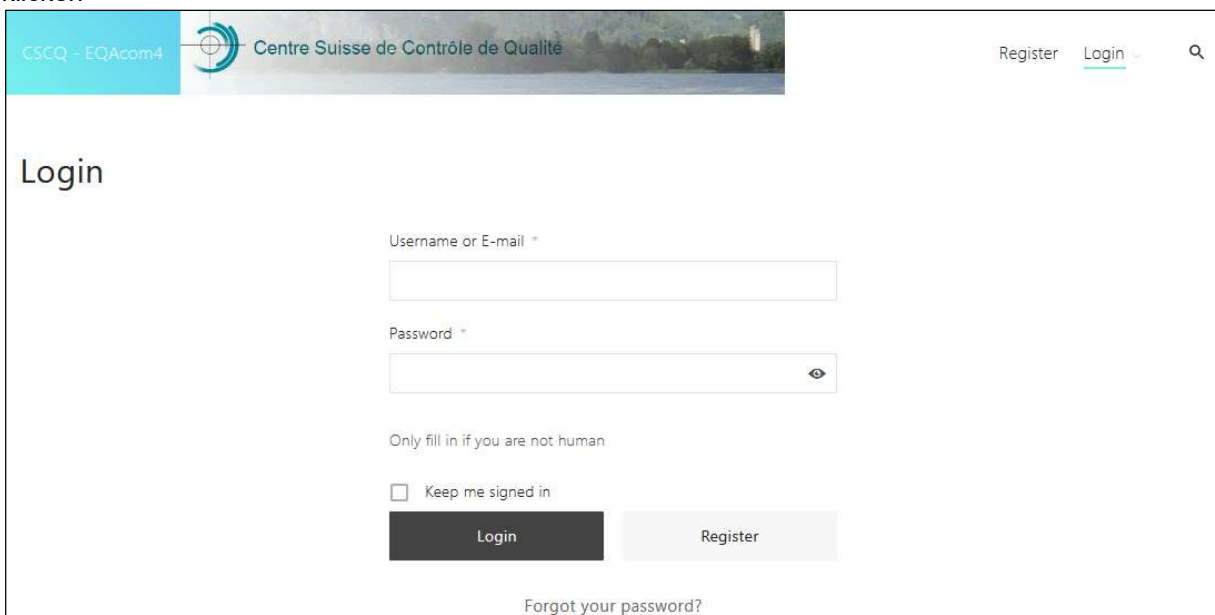 CSCQ - EQAcom4
Centre Suisse de Contrôle de Qualité
Register Login
Login
Username or E-mail *
Password *
Only fill in if you are not human
Keep me signed in
Login Register
Forgot your password?